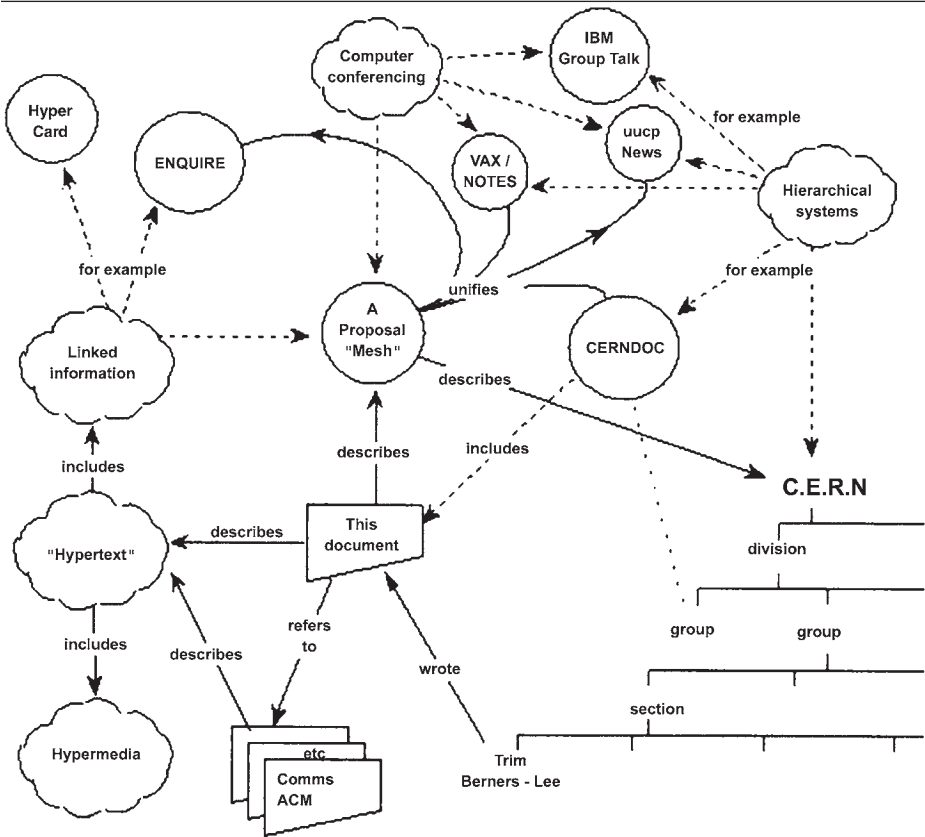 Computer
conferencing
IBM
Group Talk
Hyper
Card
ENQUIRE
VAX /
NOTES
uucp
News
for example
Hierarchical
systems
for example
for example
unifies
A
Proposal
"Mesh"
CERNDOC
Linked
information
describes
includes
describes
includes
C.E.R.N
This
document
describes
"Hypertext"
division
includes
refers
to
describes
wrote
group
group
section
Hypermedia
etc
Comms
ACM
Trim
Berners - Lee